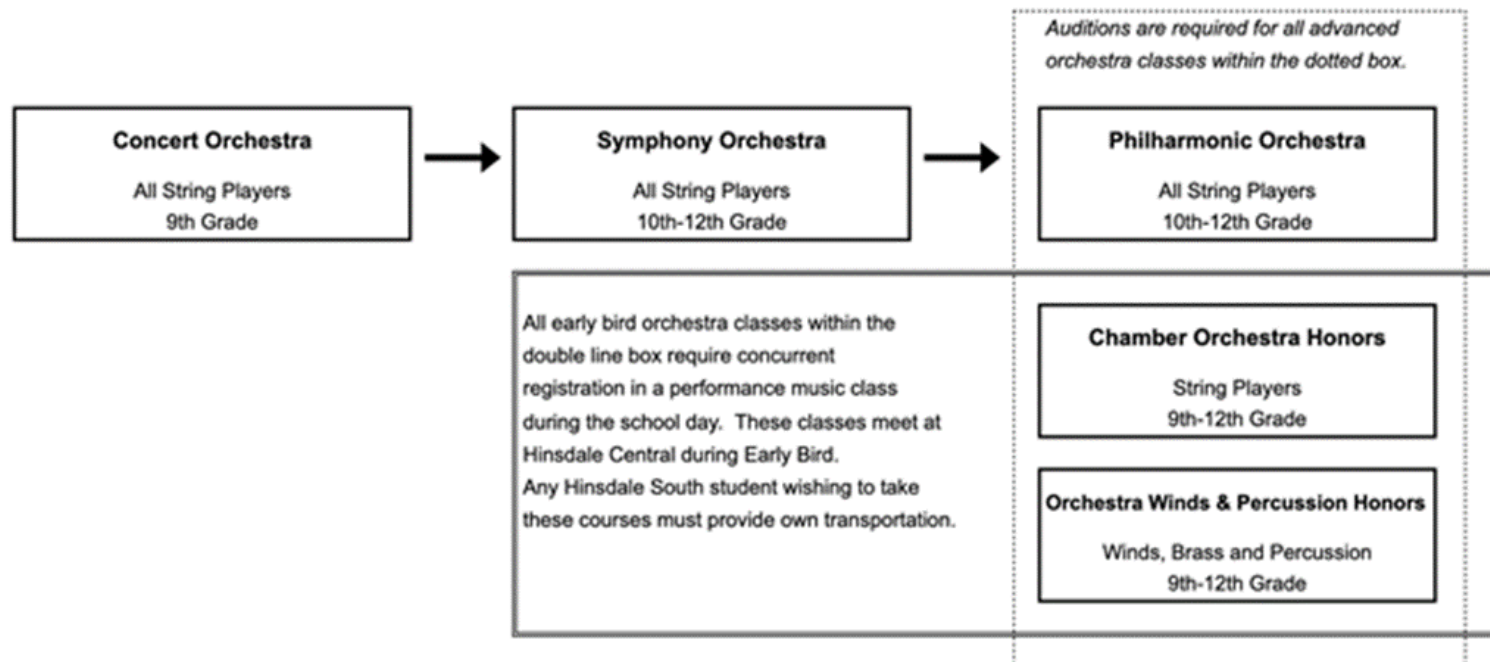 Auditions are required for all advanced
orchestra classes within the dotted box.
Concert Orchestra
All String Players
9th Grade
Symphony Orchestra
All String Players
10th-12th Grade
Philharmonic Orchestra
All String Players
10th-12th Grade
All early bird orchestra classes within the
double line box require concurrent
registration in a performance music class
during the school day.  These classes meet at
Hinsdale Central during Early Bird.
Any Hinsdale South student wishing to take
these courses must provide own transportation.
Chamber Orchestra Honors
String Players
9th-12th Grade
Orchestra Winds & Percussion Honors
Winds, Brass and Percussion
9th-12th Grade